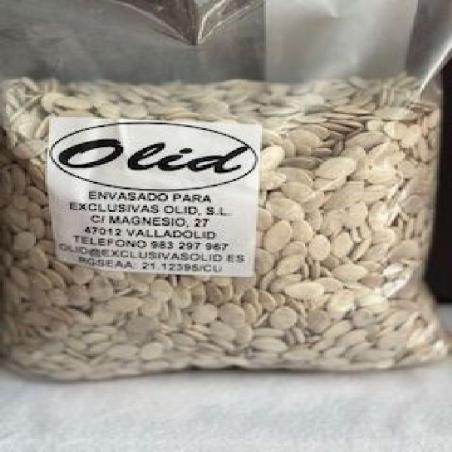 Olid
ENVASADO PARA
EXCLUSIVAS OLID, S.L.
C/ MAGNESIO, 27
47012 VALLADOLID
TELEFONO 983 297 967
OLID@EXCLUSIVASOLID.ES
RGSEAA: 21.12395/CU